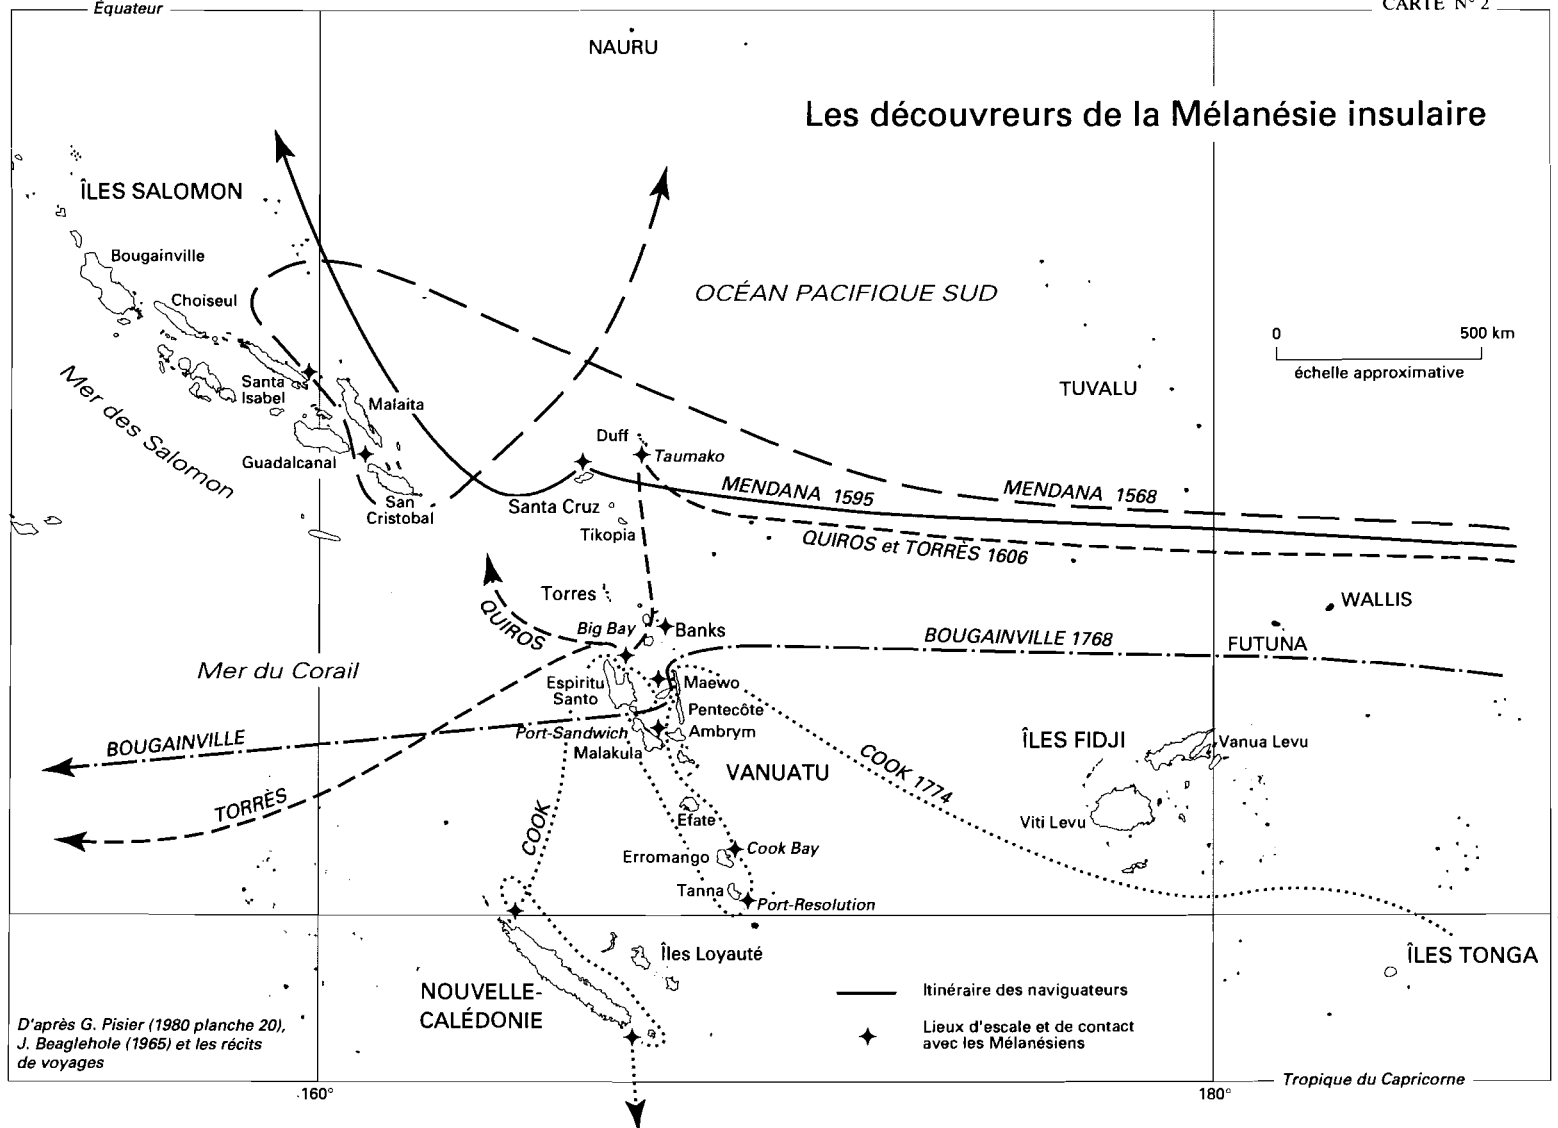 Équateur
CARTE N° 2
NAURU
Les découvreurs de la Mélanésie insulaire
ÎLES SALOMON
Bougainville
Choiseul
OCÉAN PACIFIQUE SUD
0 500 km
échelle approximative
Mer des Salomon
Santa
Isabel
Malaita
TUVALU
Guadalcanal
Duff
Taumako
San
Cristobal
Santa Cruz
Tikopia
MENDANA 1595
MENDANA 1568
QUIROS et TORRÈS 1606
Torres
QUIROS
Big Bay
Banks
WALLIS
BOUGAINVILLE 1768
FUTUNA
Mer du Corail
Espiritu
Santo
Maewo
Pentecôte
Port-Sandwich
Ambrym
Malakula
BOUGAINVILLE
VANUATU
ÎLES FIDJI
Vanua Levu
COOK 1774
TORRÈS
COOK
Viti Levu
Efate
Erromango
Cook Bay
Tanna
Port-Resolution
Îles Loyauté
ÎLES TONGA
NOUVELLE-
CALÉDONIE
Itinéraire des naviguateurs
Lieux d'escale et de contact
avec les Mélanésiens
D'après G. Pisier (1980 planche 20),
J. Beaglehole (1965) et les récits
de voyages
Tropique du Capricorne
160°
180°